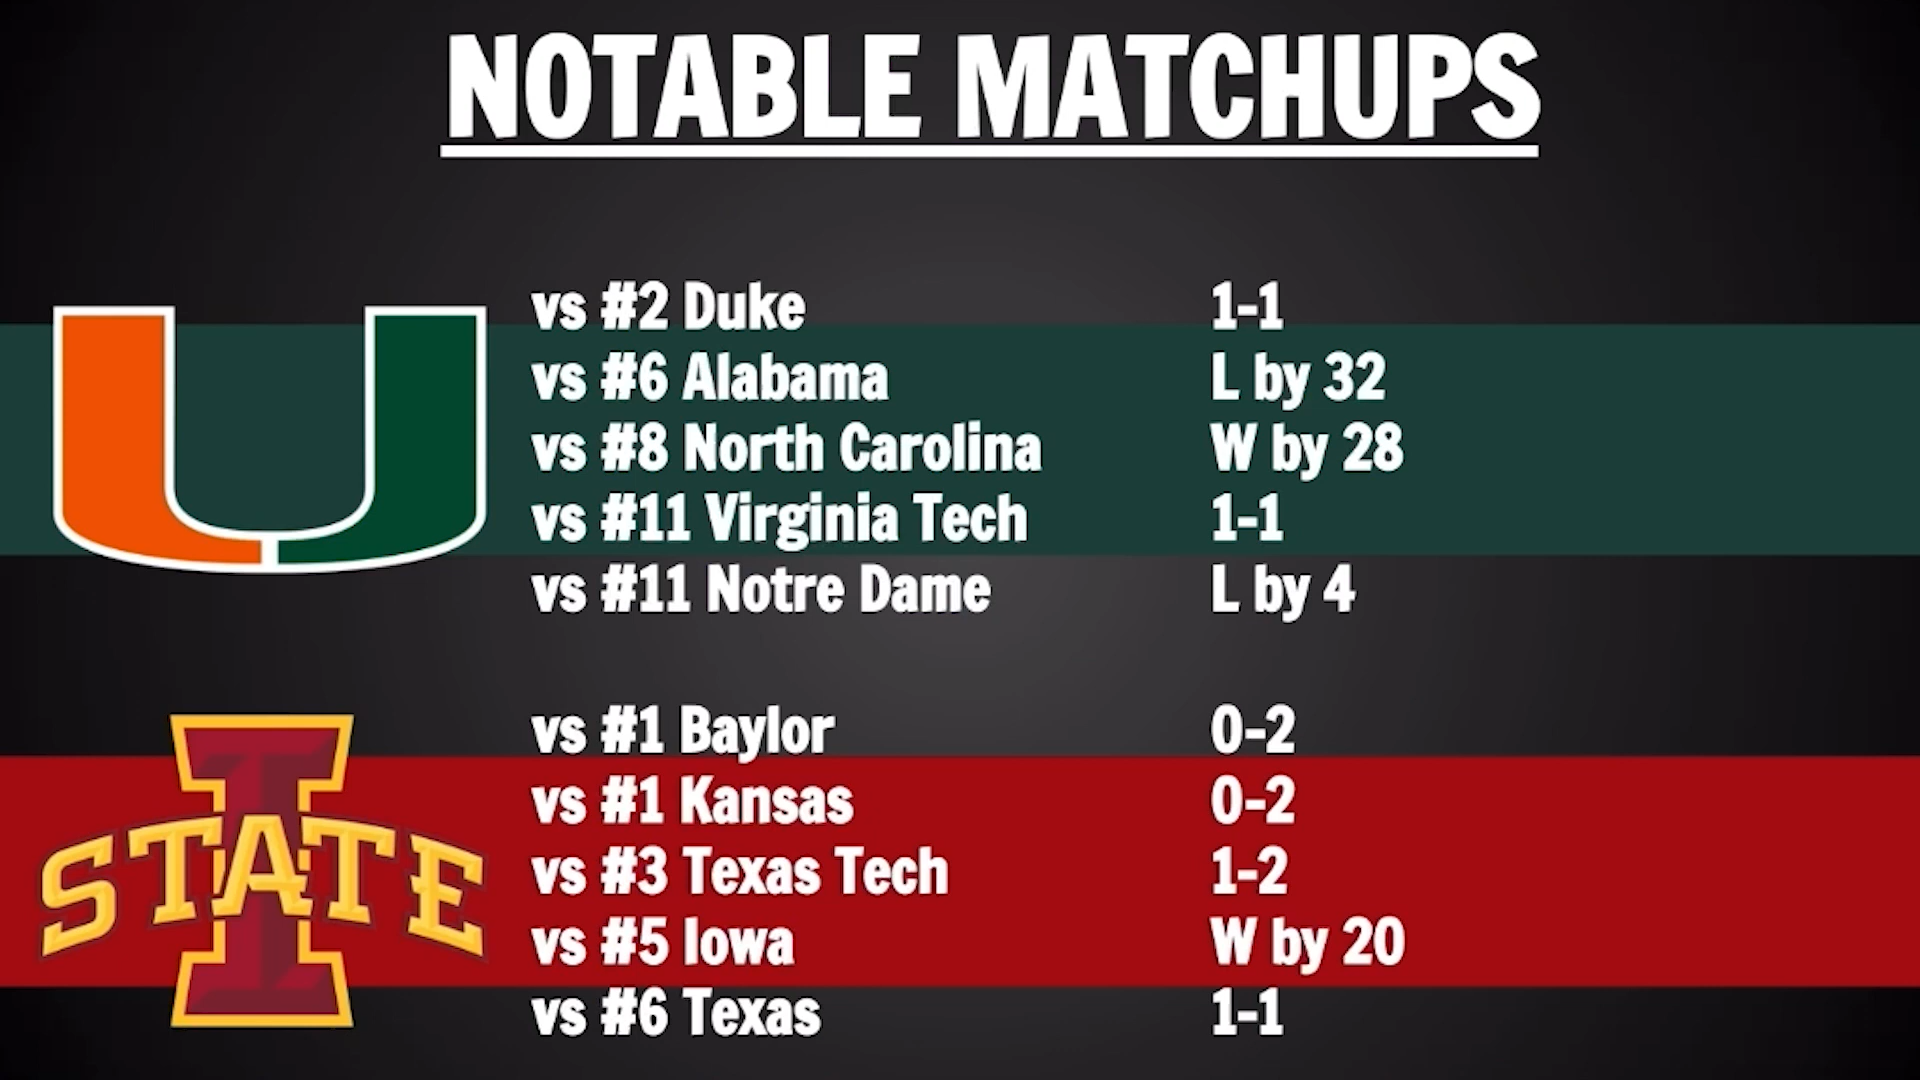 NOTABLE MATCHUPS
vs #2 Duke 1-1
vs #6 Alabama L by 32
vs #8 North Carolina W by 28
vs #11 Virginia Tech 1-1
vs #11 Notre Dame L by 4
STATE
vs #1 Baylor 0-2
vs #1 Kansas 0-2
vs #3 Texas Tech 1-2
vs #5 Iowa W by 20
vs #6 Texas 1-1